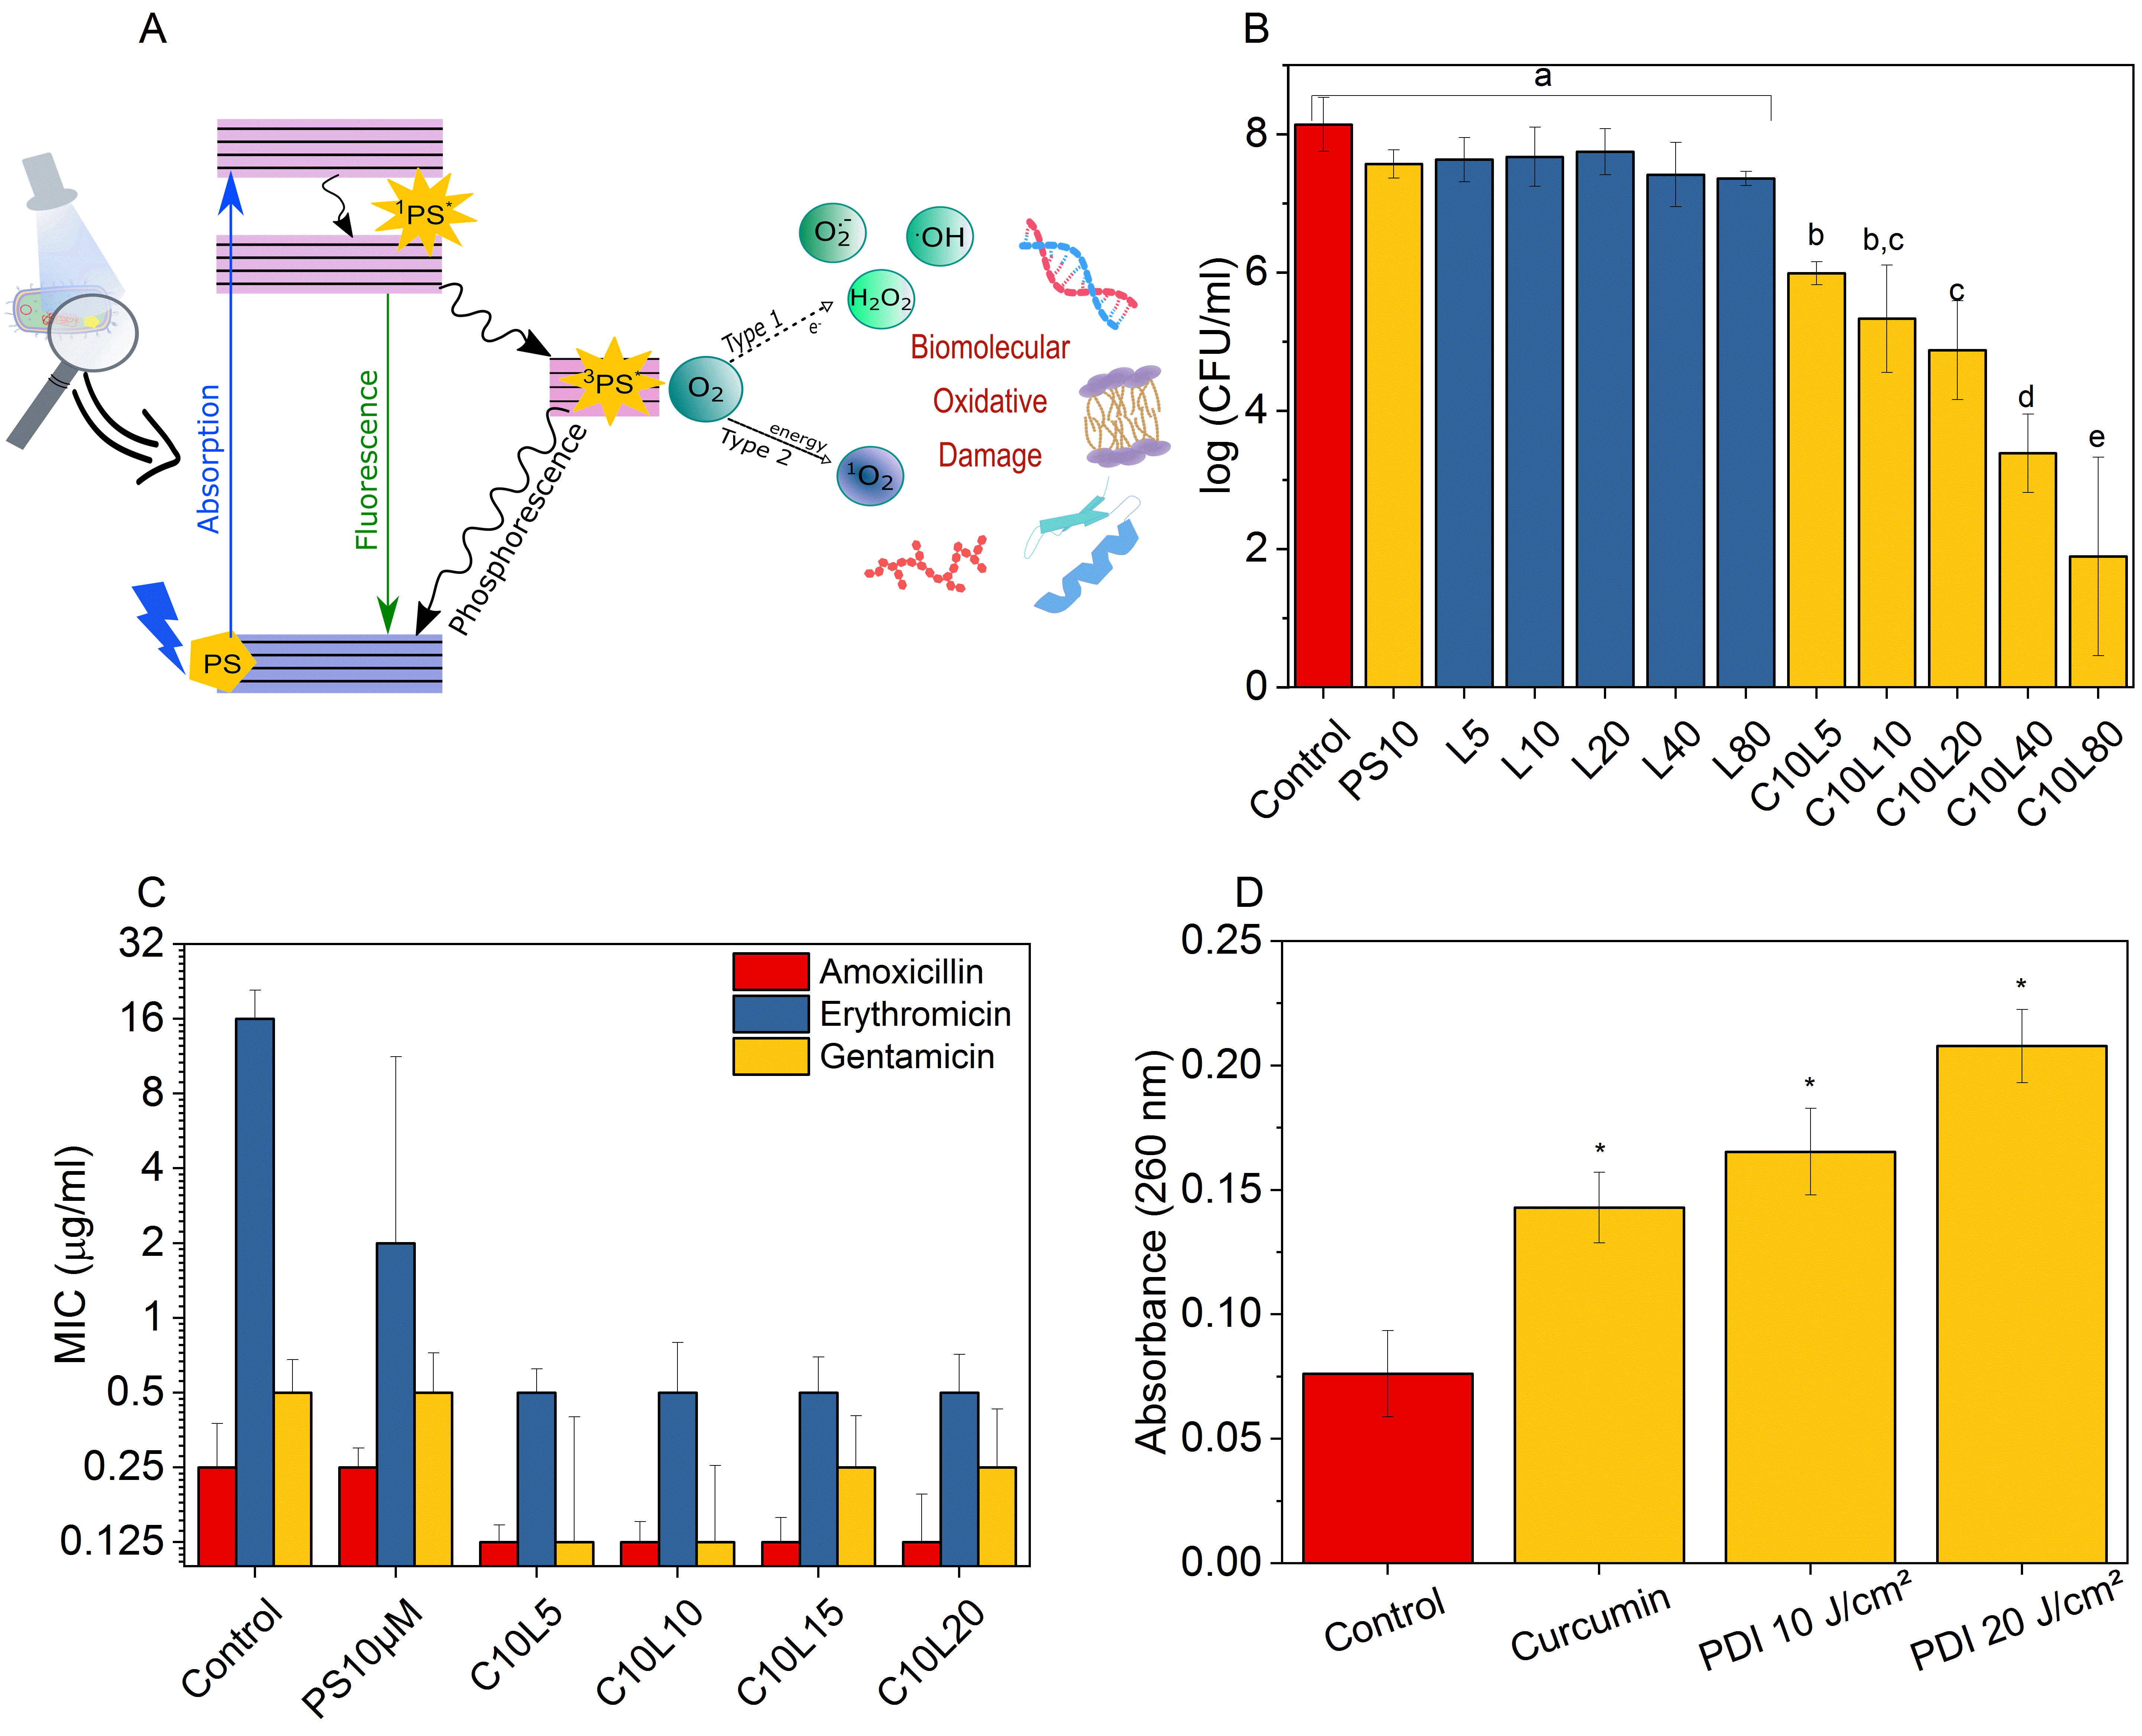 A
Absorption
Fluorescence
Phosphorescence
PS
¹PS*
³PS*
O₂
Type 1
e⁻
Type 2
energy
O₂·⁻
·OH
H₂O₂
¹O₂
Biomolecular
Oxidative
Damage
B
log (CFU/ml)
8
6
4
2
0
a
b
b,c
c
d
e
Control
PS10
L5
L10
L20
L40
L80
C10L5
C10L10
C10L20
C10L40
C10L80
C
MIC (µg/ml)
32
16
8
4
2
1
0.5
0.25
0.125
Amoxicillin
Erythromicin
Gentamicin
Control
PS10µM
C10L5
C10L10
C10L15
C10L20
D
Absorbance (260 nm)
0.25
0.20
0.15
0.10
0.05
0.00
*
*
*
Control
Curcumin
PDI 10 J/cm²
PDI 20 J/cm²